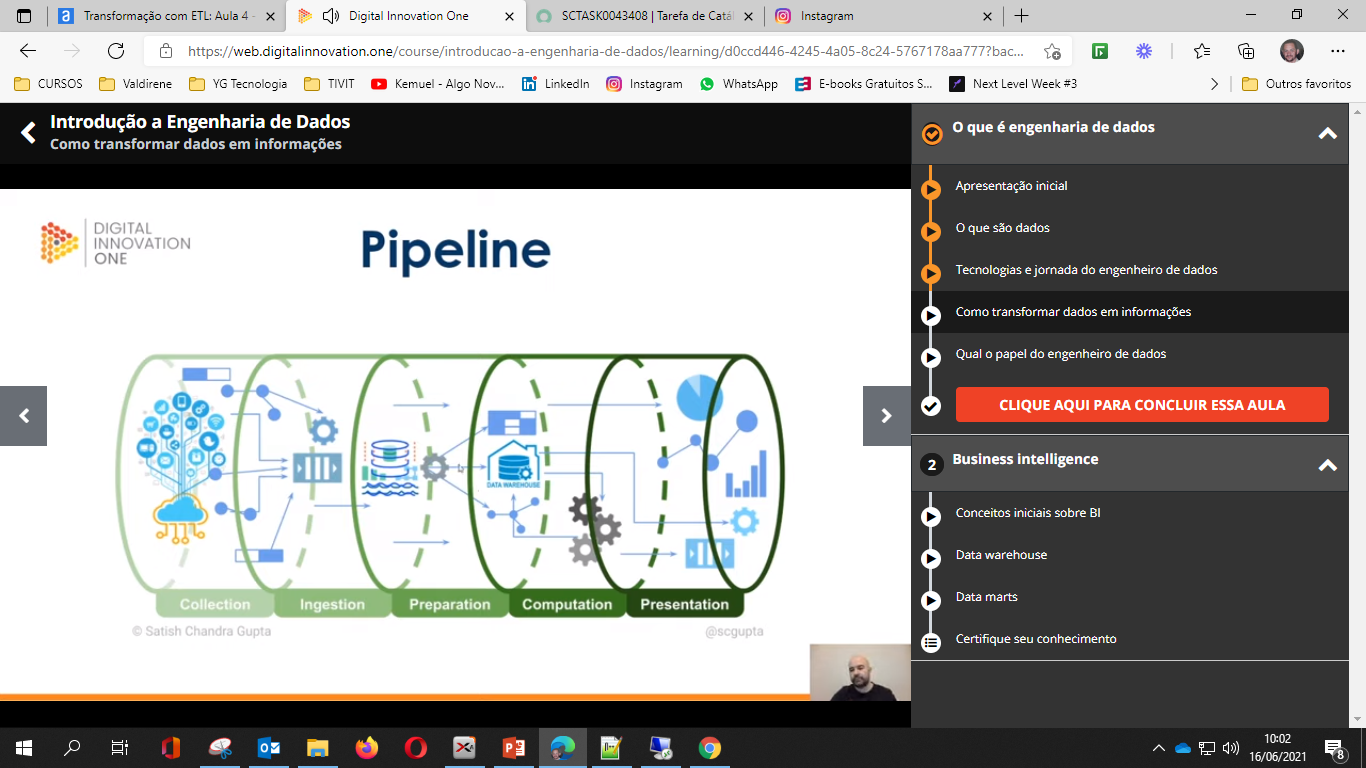 Transformação com ETL: Aula 4 -
Digital Innovation One
SCTASK0043408 | Tarefa de Catál
Instagram
https://web.digitalinnovation.one/course/introducao-a-engenharia-de-dados/learning/d0ccd446-4245-4a05-8c24-5767178aa777?bac...
CURSOS
Valdirene
YG Tecnologia
TIVIT
Kemuel - Algo Nov...
LinkedIn
Instagram
WhatsApp
E-books Gratuitos S...
Next Level Week #3
Outros favoritos
Introdução a Engenharia de Dados
Como transformar dados em informações
DIGITAL
INNOVATION
ONE
Pipeline
DATA WAREHOUSE
Collection
Ingestion
Preparation
Computation
Presentation
© Satish Chandra Gupta
@scgupta
O que é engenharia de dados
Apresentação inicial
O que são dados
Tecnologias e jornada do engenheiro de dados
Como transformar dados em informações
Qual o papel do engenheiro de dados
CLIQUE AQUI PARA CONCLUIR ESSA AULA
2
Business intelligence
Conceitos iniciais sobre BI
Data warehouse
Data marts
Certifique seu conhecimento
10:02
16/06/2021
8